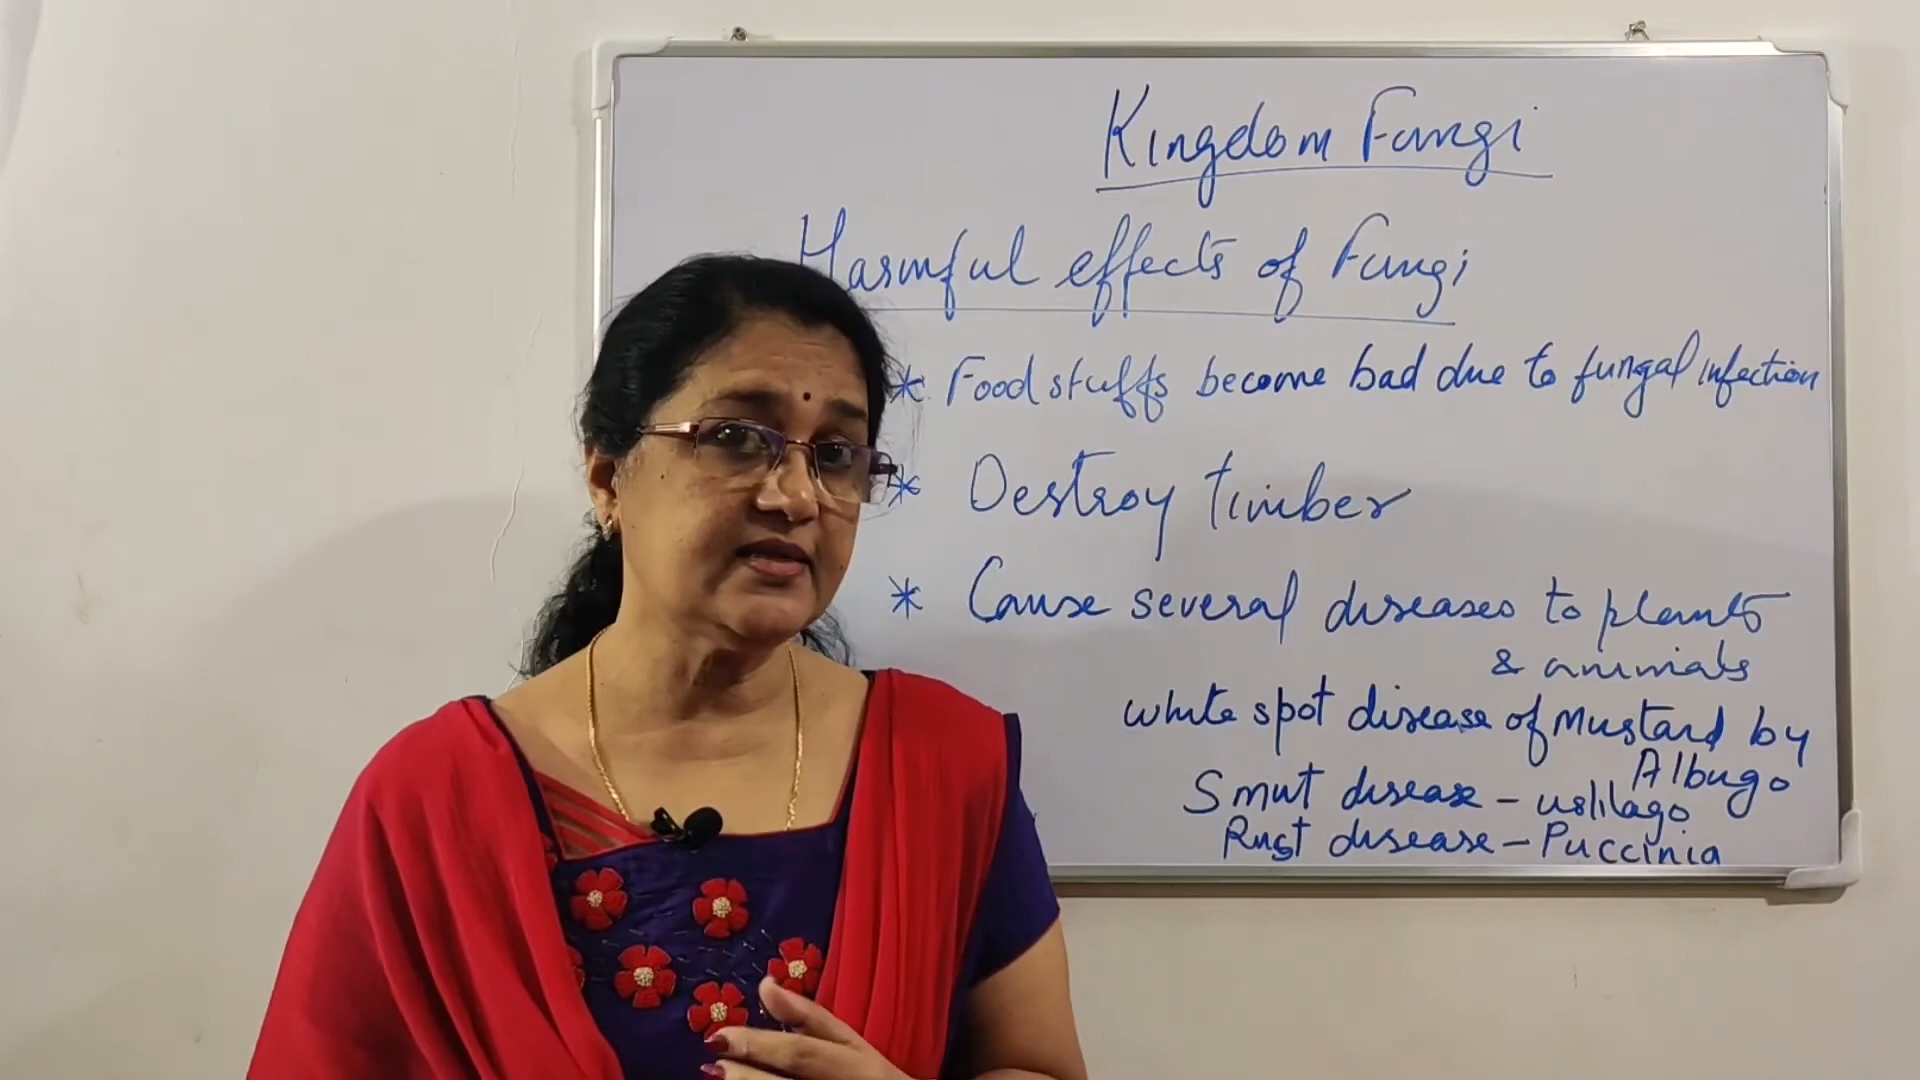 Kingdom Fungi
Harmful effects of Fungi
* Food stuffs become bad due to fungal infection
* Destroy timber
* Cause several diseases to plants
& animals
White spot disease of Mustard by
Albugo
Smut disease - ustilago
Rust disease - Puccinia